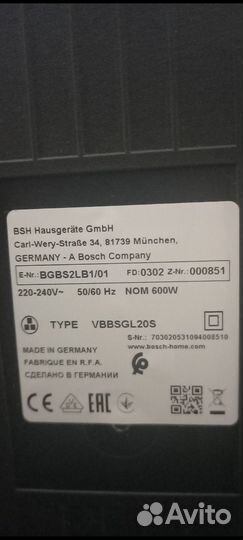 BSH Hausgeräte GmbH
Carl-Wery-Straße 34, 81739 München,
GERMANY - A Bosch Company
E-Nr.: BGBS2LB1/01 FD: 0302 Z-Nr.: 000851
220-240V~ 50/60 Hz NOM 600W
TYPE VBBSGL20S
S-Nr.: 703020531094008510
www.bosch-home.com
MADE IN GERMANY
FABRIQUE EN R.F.A.
СДЕЛАНО В ГЕРМАНИИ
CE EAC
Avito